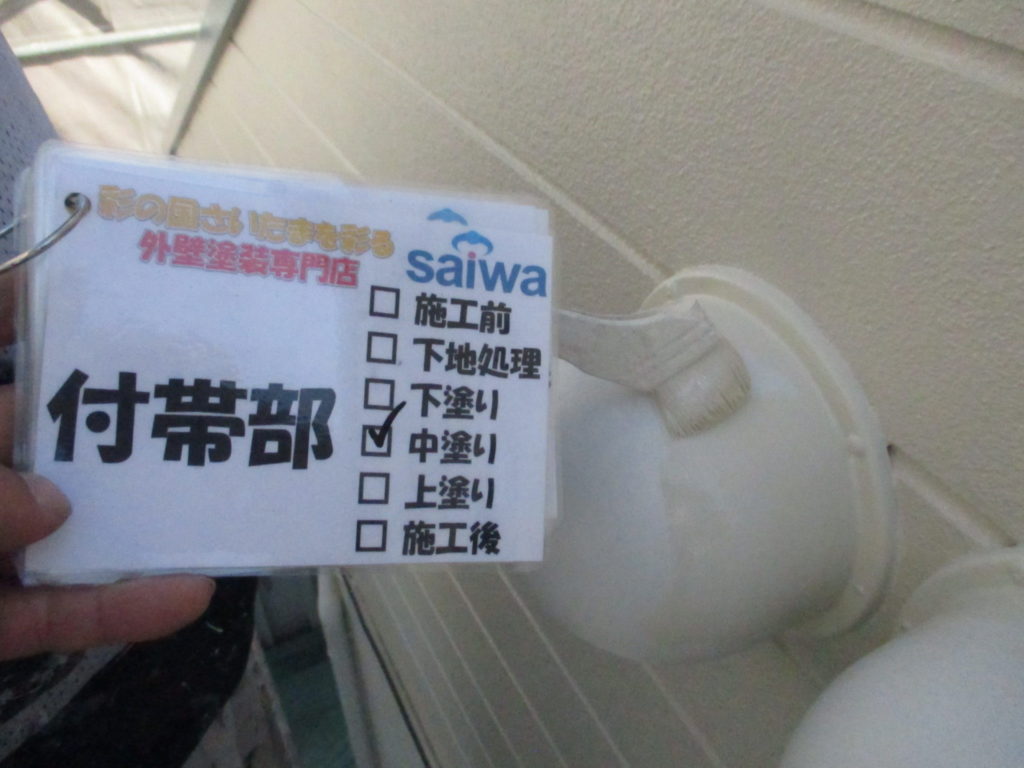 彩の国さいたまを彩る
外壁塗装専門店
saiwa
付帯部
□ 施工前
□ 下地処理
□ 下塗り
☑ 中塗り
□ 上塗り
□ 施工後